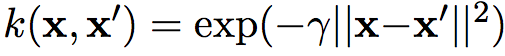 k(x, x′) = exp(−γ||x−x′||²)